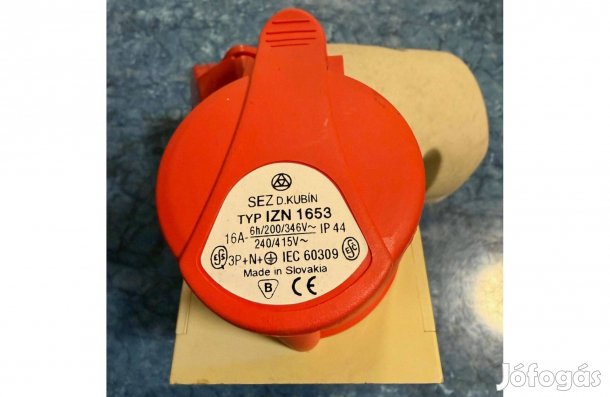 SEZ D.KUBÍN
TYP IZN 1653
16A- 6h/200/346V~ IP 44
240/415V~
3P+N+⏚ IEC 60309
Made in Slovakia
B CE
Jófogás